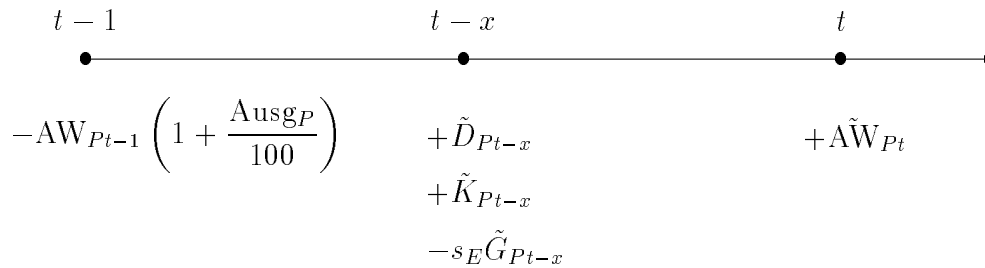 t − 1 t − x t
−AW_{Pt−1} (1 + Ausg_P/100) +D̃_{Pt−x} +AW̃_{Pt}
+K̃_{Pt−x}
−s_E G̃_{Pt−x}